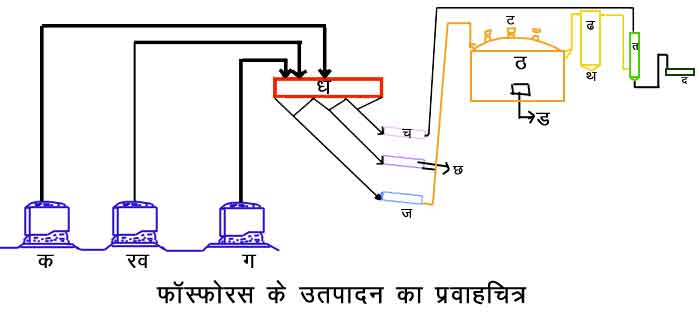 ट
ढ
त
ठ
थ
द
ध
ड
च
छ
ज
क
रव
ग
फॉस्फोरस के उतपादन का प्रवाहचित्र